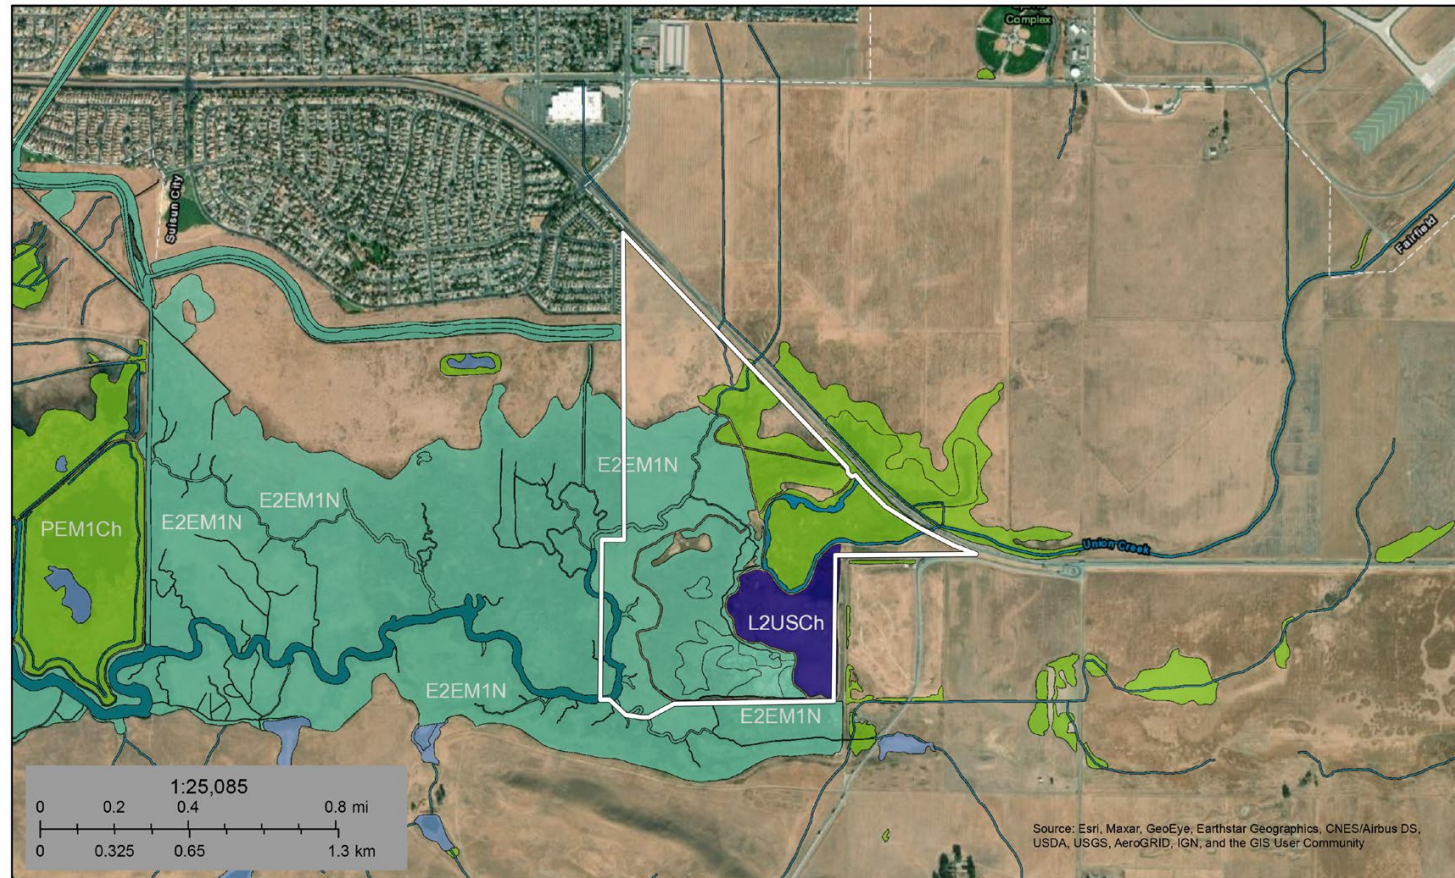 Complex
Suisun City
Fairfield
E2EM1N
E2EM1N
E2EM1N
PEM1Ch
Union Creek
L2USCh
E2EM1N
E2EM1N
1:25,085
0 0.2 0.4 0.8 mi
0 0.325 0.65 1.3 km
Source: Esri, Maxar, GeoEye, Earthstar Geographics, CNES/Airbus DS,
USDA, USGS, AeroGRID, IGN, and the GIS User Community